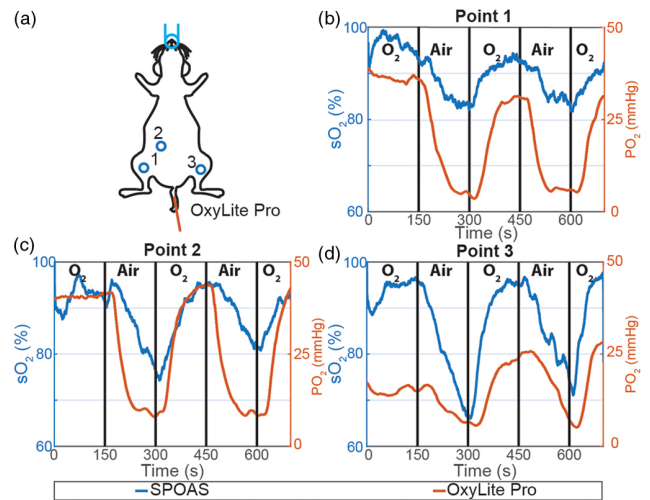 (a)
1
2
3
OxyLite Pro
(b)
Point 1
O2 Air O2 Air O2
sO2 (%)
100
80
60
PO2 (mmHg)
50
25
0
0 150 300 450 600
Time (s)
(c)
Point 2
O2 Air O2 Air O2
sO2 (%)
100
80
60
PO2 (mmHg)
50
25
0
0 150 300 450 600
Time (s)
(d)
Point 3
O2 Air O2 Air O2
sO2 (%)
100
80
60
PO2 (mmHg)
50
25
0
0 150 300 450 600
Time (s)
SPOAS OxyLite Pro